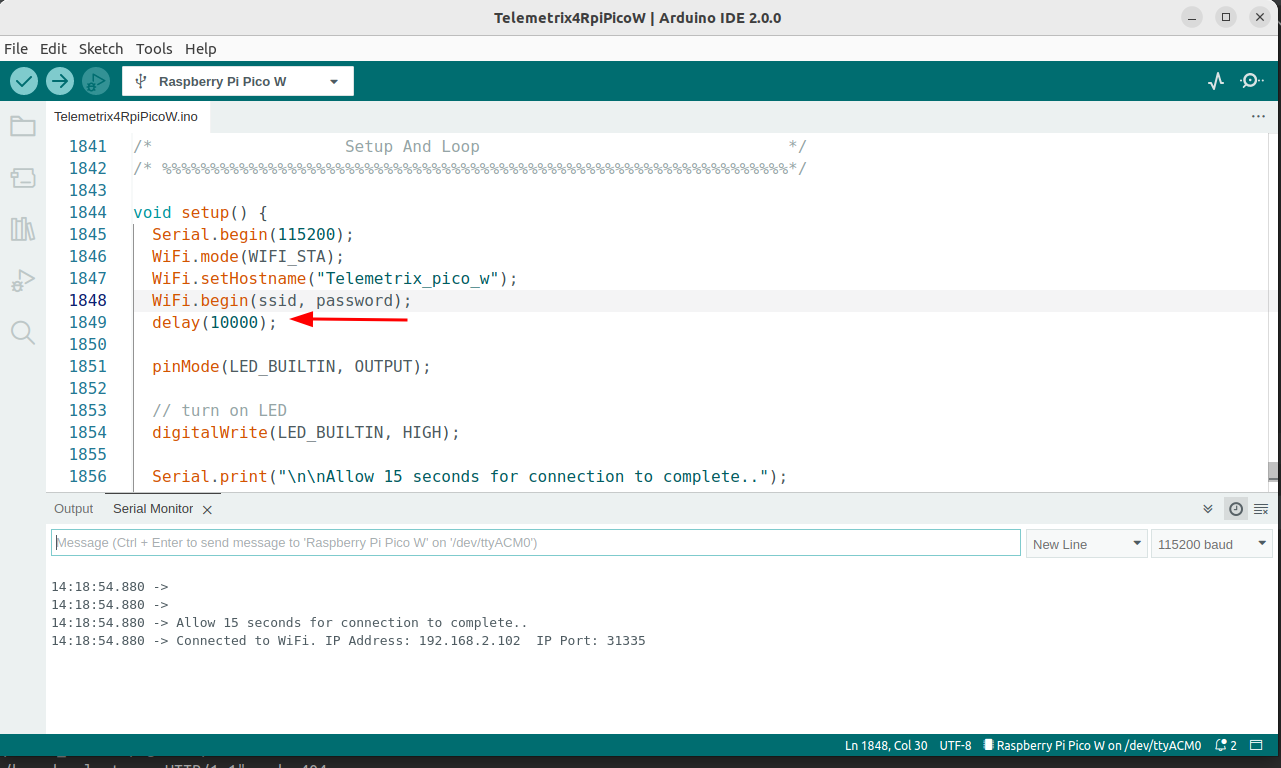 Telemetrix4RpiPicoW | Arduino IDE 2.0.0
File Edit Sketch Tools Help
Raspberry Pi Pico W
Telemetrix4RpiPicoW.ino
1841 /*                    Setup And Loop                                */
1842 /* %%%%%%%%%%%%%%%%%%%%%%%%%%%%%%%%%%%%%%%%%%%%%%%%%%%%%%%%%%%%%%%%%*/
1843
1844 void setup() {
1845   Serial.begin(115200);
1846   WiFi.mode(WIFI_STA);
1847   WiFi.setHostname("Telemetrix_pico_w");
1848   WiFi.begin(ssid, password);
1849   delay(10000);
1850
1851   pinMode(LED_BUILTIN, OUTPUT);
1852
1853   // turn on LED
1854   digitalWrite(LED_BUILTIN, HIGH);
1855
1856   Serial.print("\n\nAllow 15 seconds for connection to complete..");
Output Serial Monitor
Message (Ctrl + Enter to send message to 'Raspberry Pi Pico W' on '/dev/ttyACM0')
New Line 115200 baud
14:18:54.880 ->
14:18:54.880 ->
14:18:54.880 -> Allow 15 seconds for connection to complete..
14:18:54.880 -> Connected to WiFi. IP Address: 192.168.2.102  IP Port: 31335
Ln 1848, Col 30 UTF-8 Raspberry Pi Pico W on /dev/ttyACM0 2